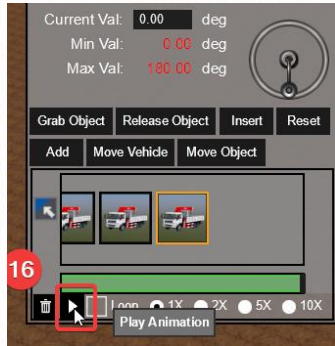 Current Val: 0.00 deg
Min Val: 0.00 deg
Max Val: 180.00 deg
Grab Object Release Object Insert Reset
Add Move Vehicle Move Object
16
Loop 1X 2X 5X 10X
Play Animation